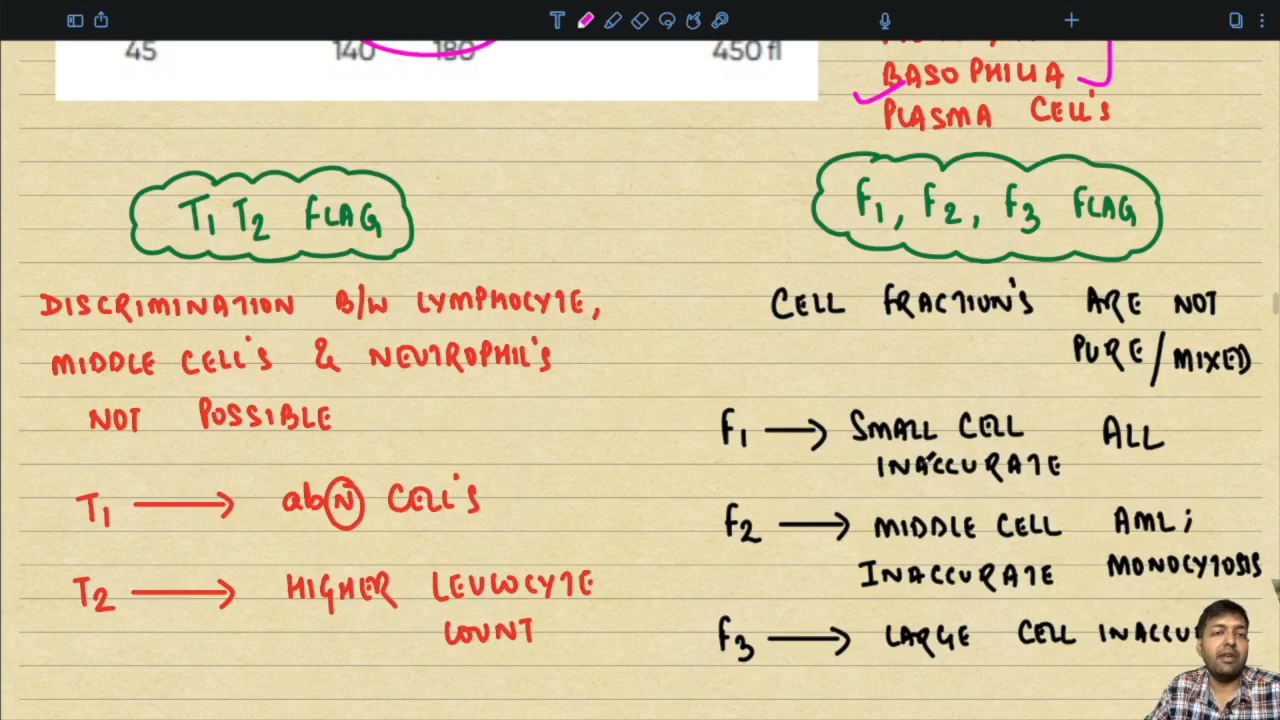 45 140 180 450 fl
BASOPHILIA
PLASMA CELL'S
T1 T2 FLAG
DISCRIMINATION B/W LYMPHOCYTE,
MIDDLE CELL'S & NEUTROPHIL'S
NOT POSSIBLE
T1 → abN CELL'S
T2 → HIGHER LEUCOCYTE
COUNT
F1, F2, F3 FLAG
CELL FRACTION'S ARE NOT
PURE/MIXED
F1 → SMALL CELL ALL
INACCURATE
F2 → MIDDLE CELL AML;
INACCURATE MONOCYTOSIS
F3 → LARGE CELL